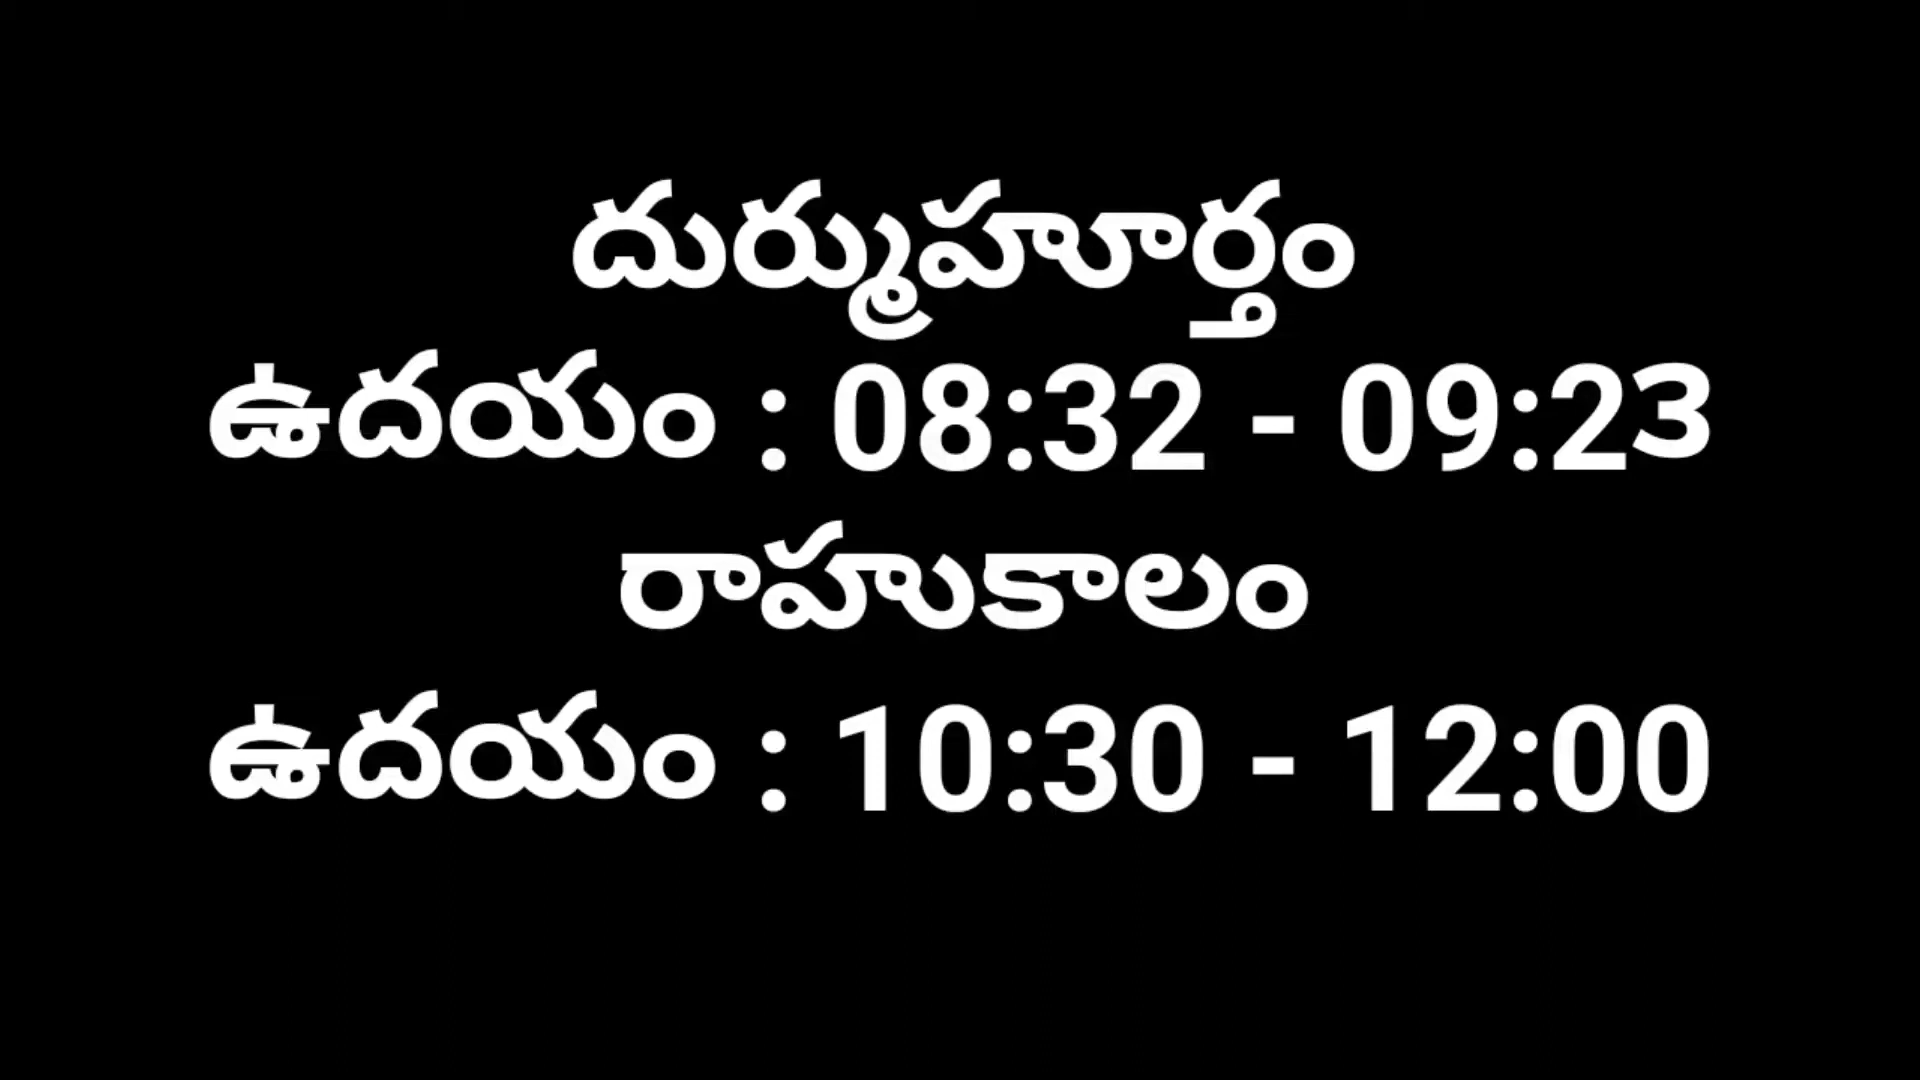 దుర్ముహూర్తం
ఉదయం : 08:32 - 09:23
రాహుకాలం
ఉదయం : 10:30 - 12:00